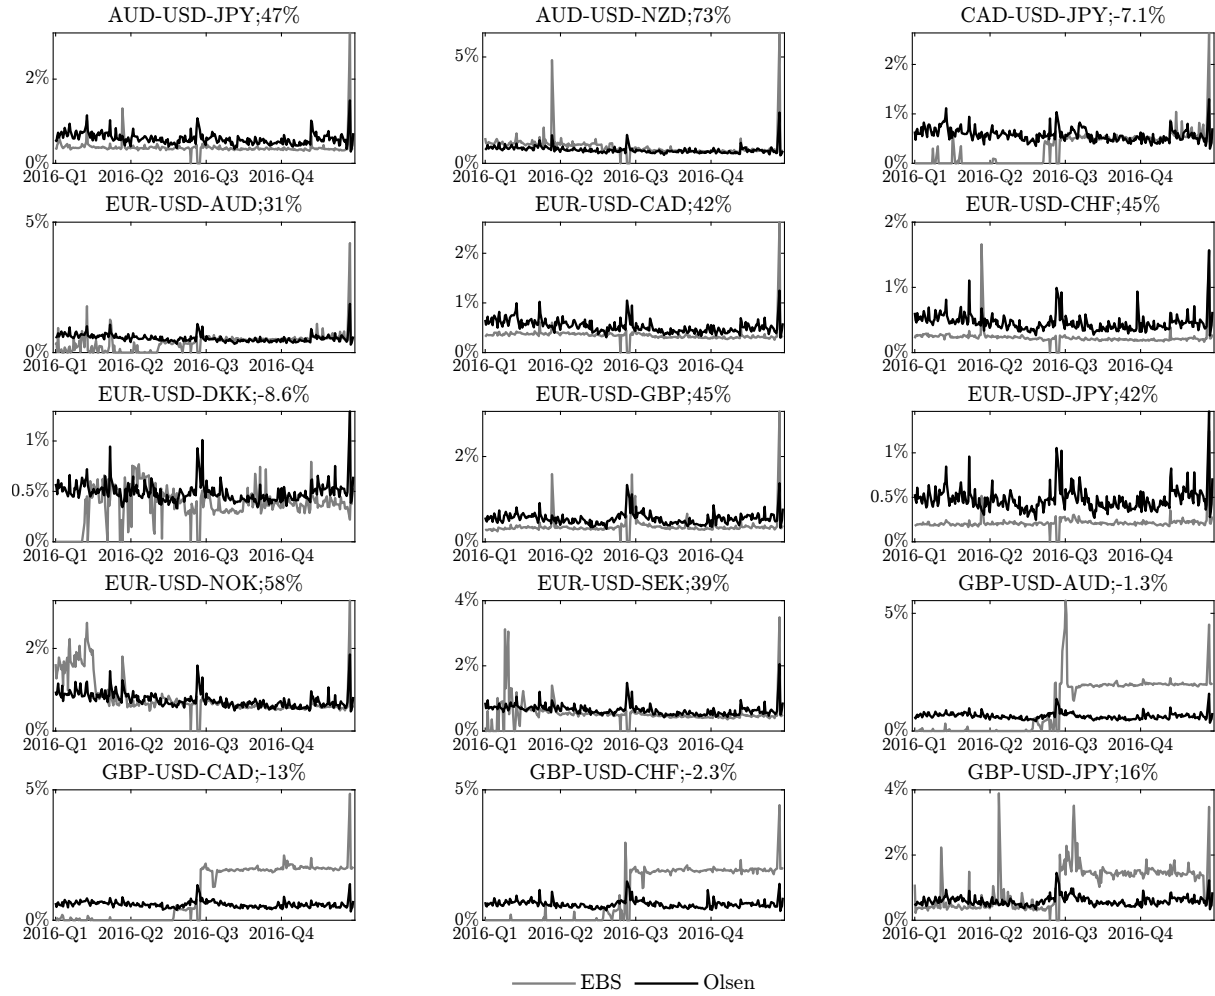 AUD-USD-JPY;47% AUD-USD-NZD;73% CAD-USD-JPY;-7.1%
2% 5% 2%
1%
0% 0% 0%
2016-Q1 2016-Q2 2016-Q3 2016-Q4 2016-Q1 2016-Q2 2016-Q3 2016-Q4 2016-Q1 2016-Q2 2016-Q3 2016-Q4
EUR-USD-AUD;31% EUR-USD-CAD;42% EUR-USD-CHF;45%
5% 2% 2%
1% 1%
0% 0% 0%
2016-Q1 2016-Q2 2016-Q3 2016-Q4 2016-Q1 2016-Q2 2016-Q3 2016-Q4 2016-Q1 2016-Q2 2016-Q3 2016-Q4
EUR-USD-DKK;-8.6% EUR-USD-GBP;45% EUR-USD-JPY;42%
1% 2% 1%
0.5% 0.5%
0% 0% 0%
2016-Q1 2016-Q2 2016-Q3 2016-Q4 2016-Q1 2016-Q2 2016-Q3 2016-Q4 2016-Q1 2016-Q2 2016-Q3 2016-Q4
EUR-USD-NOK;58% EUR-USD-SEK;39% GBP-USD-AUD;-1.3%
2% 4% 5%
2%
0% 0% 0%
2016-Q1 2016-Q2 2016-Q3 2016-Q4 2016-Q1 2016-Q2 2016-Q3 2016-Q4 2016-Q1 2016-Q2 2016-Q3 2016-Q4
GBP-USD-CAD;-13% GBP-USD-CHF;-2.3% GBP-USD-JPY;16%
5% 5% 4%
2%
0% 0% 0%
2016-Q1 2016-Q2 2016-Q3 2016-Q4 2016-Q1 2016-Q2 2016-Q3 2016-Q4 2016-Q1 2016-Q2 2016-Q3 2016-Q4
EBS Olsen